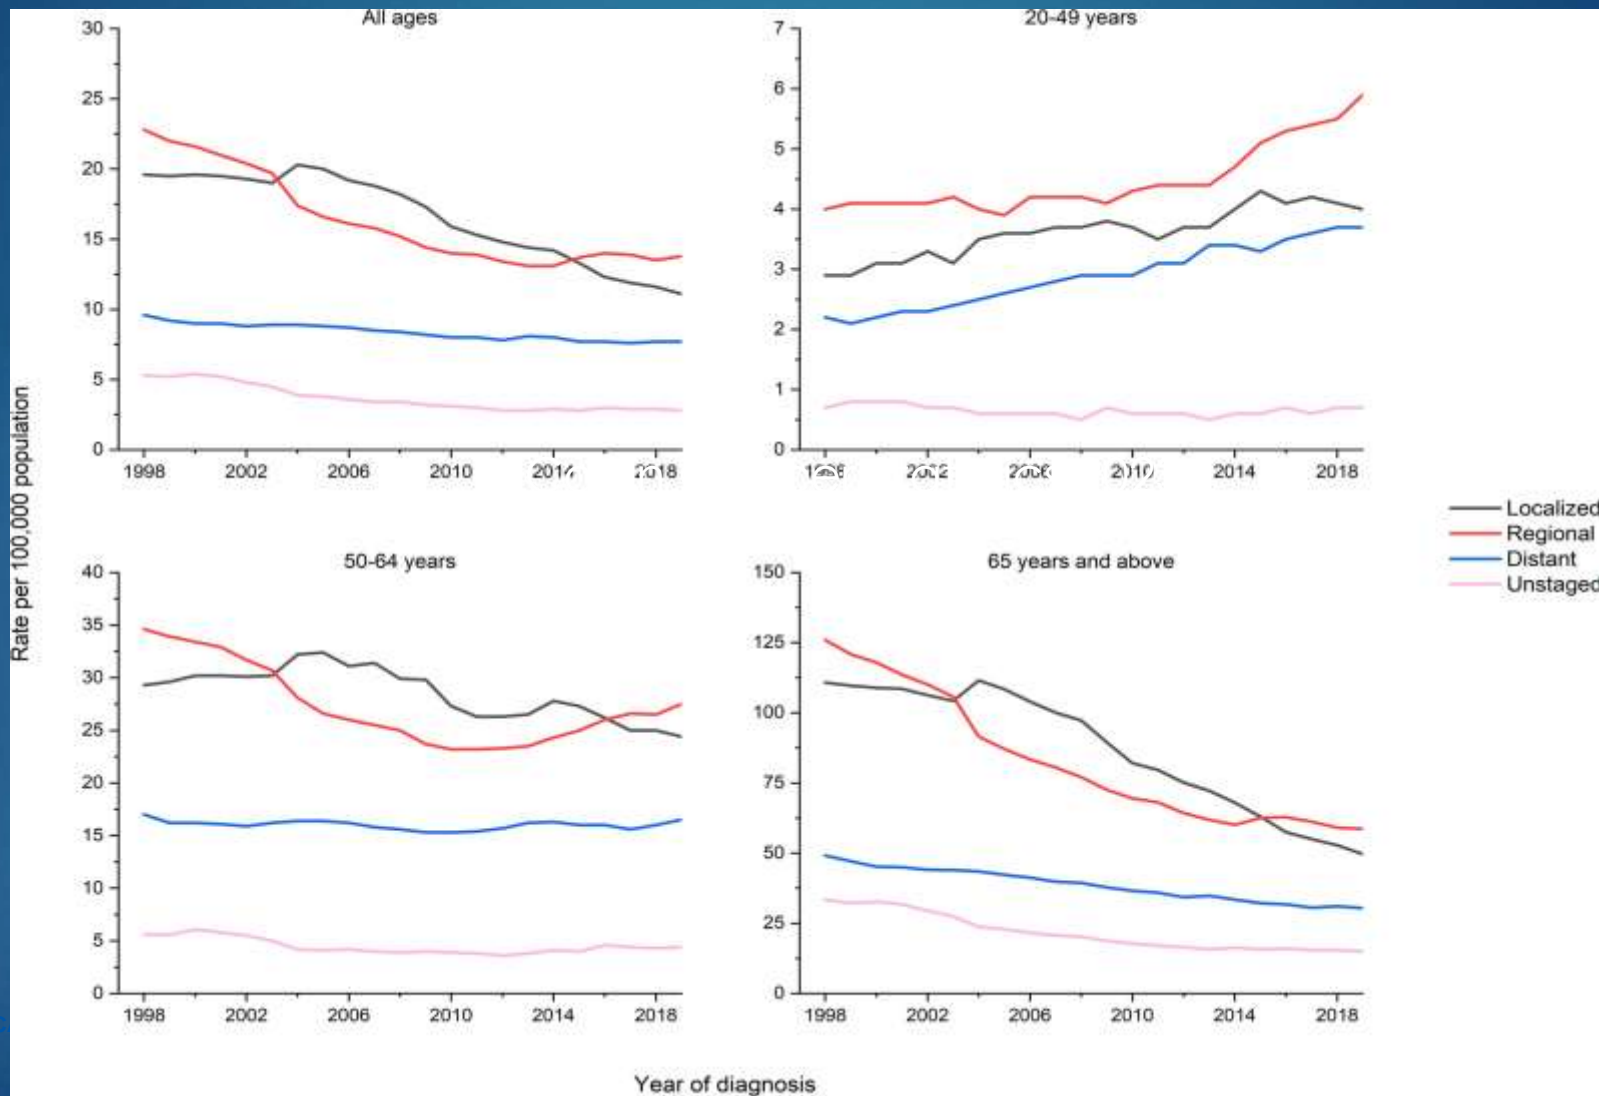 All ages
30
25
20
15
10
5
0
1998 2002 2006 2010 2014 2018
20-49 years
7
6
5
4
3
2
1
0
2014 2018
Rate per 100,000 population
50-64 years
40
35
30
25
20
15
10
5
0
1998 2002 2006 2010 2014 2018
65 years and above
150
125
100
75
50
25
0
1998 2002 2006 2010 2014 2018
Localized
Regional
Distant
Unstaged
Year of diagnosis